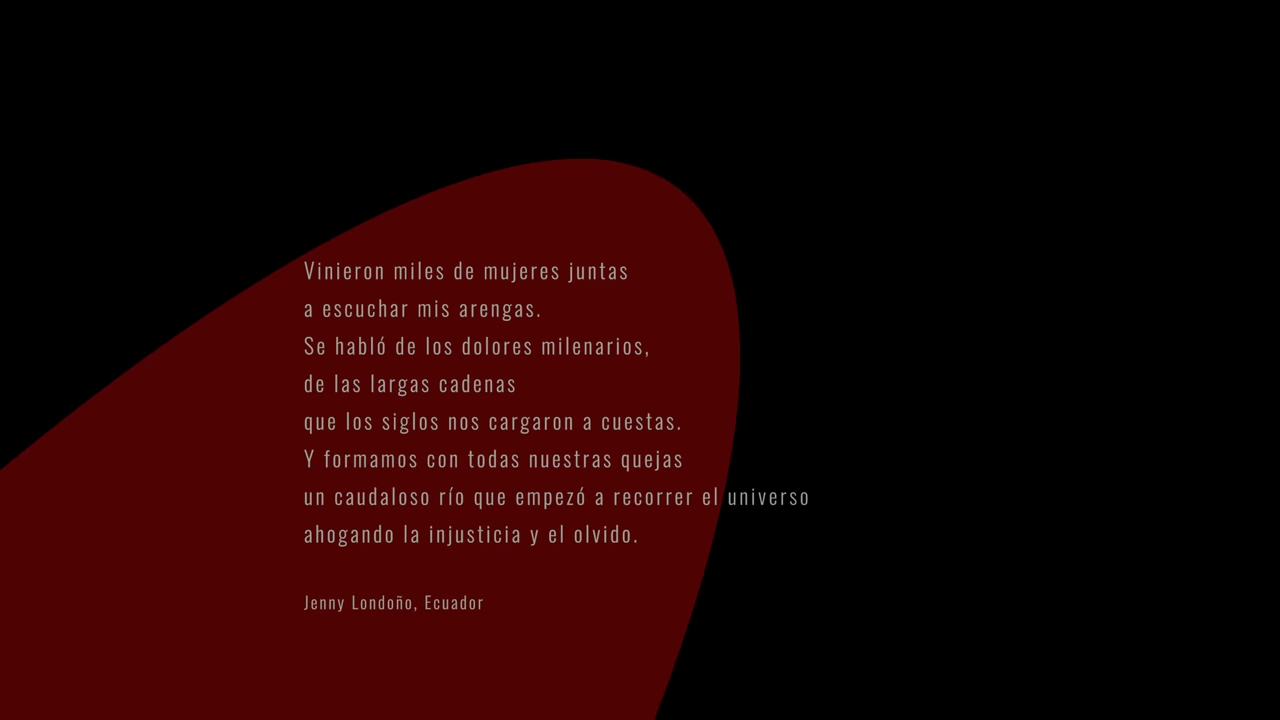 Vinieron miles de mujeres juntas
a escuchar mis arengas.
Se habló de los dolores milenarios,
de las largas cadenas
que los siglos nos cargaron a cuestas.
Y formamos con todas nuestras quejas
un caudaloso río que empezó a recorrer el universo
ahogando la injusticia y el olvido.
Jenny Londoño, Ecuador